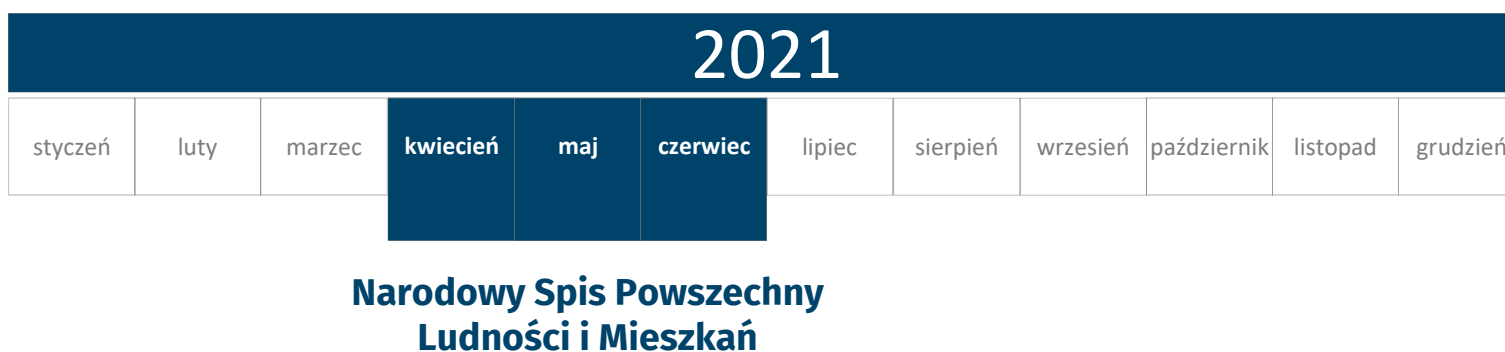 2021
styczeń luty marzec kwiecień maj czerwiec lipiec sierpień wrzesień październik listopad grudzień
Narodowy Spis Powszechny
Ludności i Mieszkań